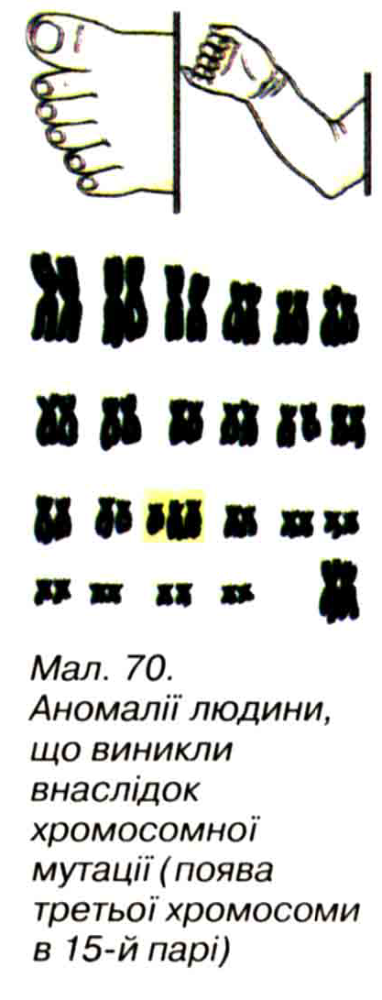 Мал. 70.
Аномалії людини,
що виникли
внаслідок
хромосомної
мутації (поява
третьої хромосоми
в 15-й парі)